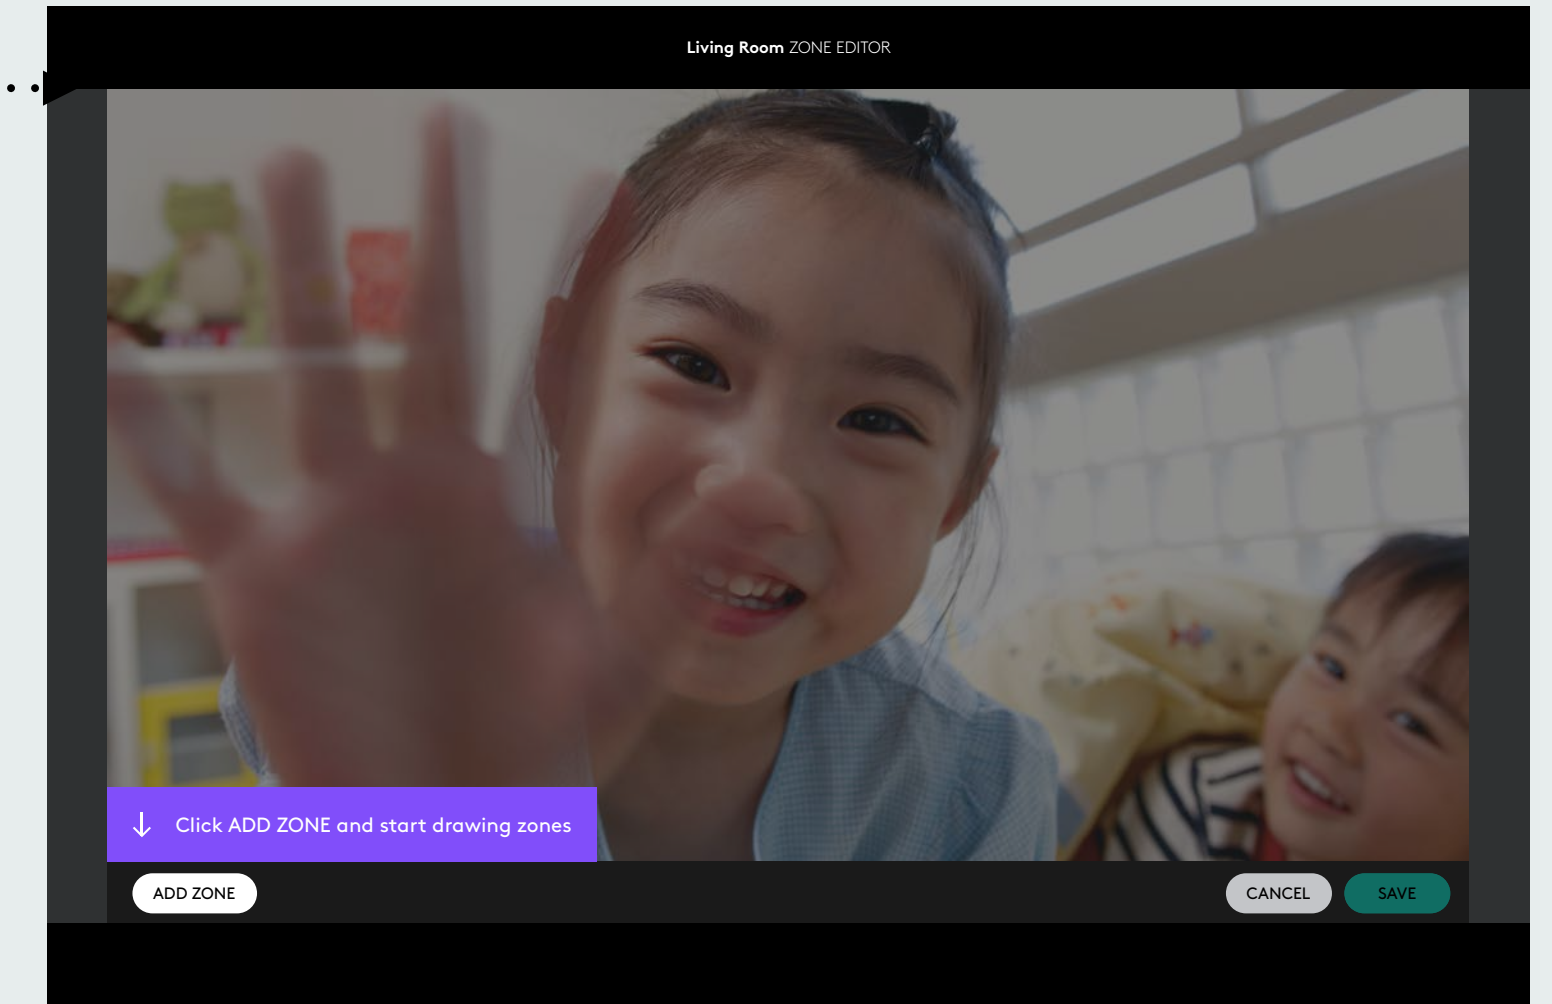 Living Room ZONE EDITOR
Click ADD ZONE and start drawing zones
ADD ZONE
CANCEL
SAVE